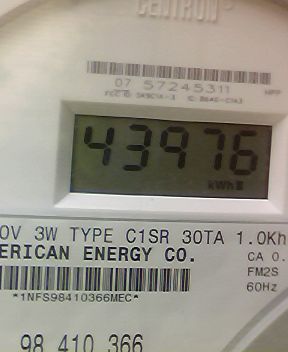 CENTRON
07 57245311
43976
kWh
0V 3W TYPE C1SR 30TA 1.0Kh
ERICAN ENERGY CO.
CA 0.
FM2S
60Hz
*1NFS98410366MEC*
98 410 366